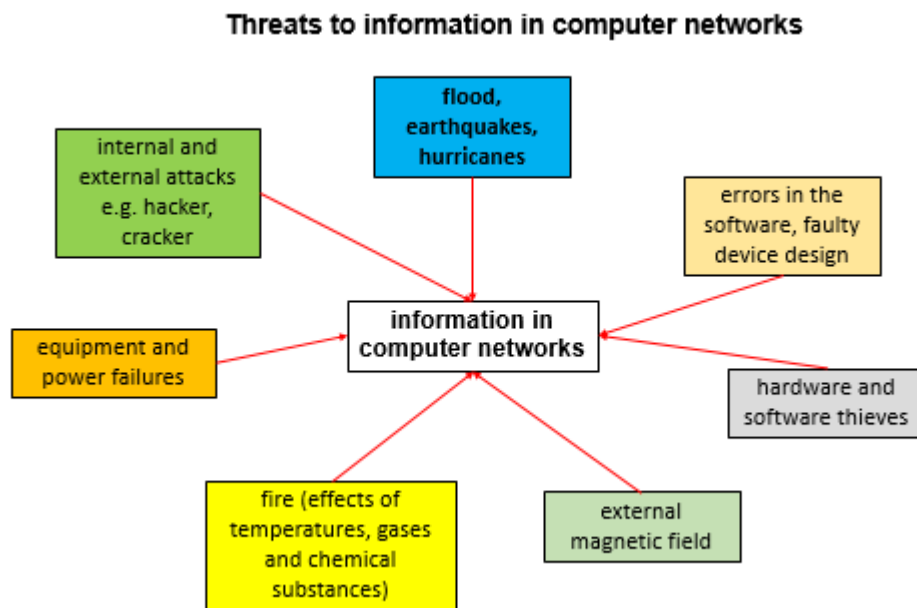 Threats to information in computer networks
flood,
earthquakes,
hurricanes
internal and
external attacks
e.g. hacker,
cracker
errors in the
software, faulty
device design
information in
computer networks
equipment and
power failures
hardware and
software thieves
fire (effects of
temperatures, gases
and chemical
substances)
external
magnetic field